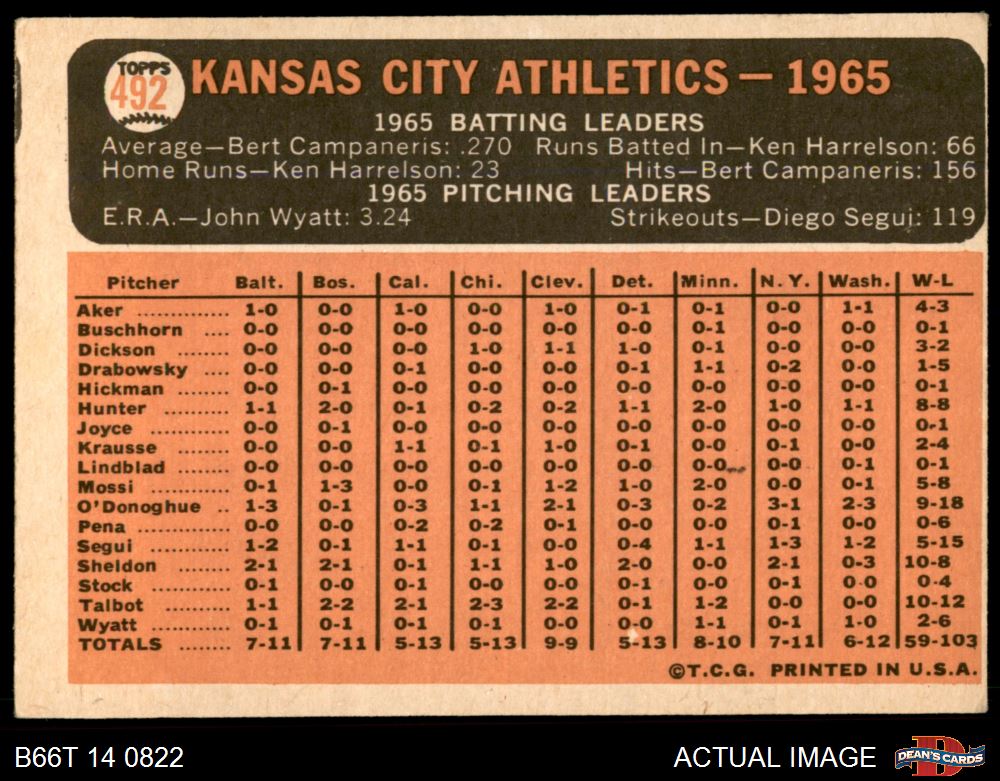 TOPPS
492
KANSAS CITY ATHLETICS — 1965
1965 BATTING LEADERS
Average—Bert Campaneris: .270 Runs Batted In—Ken Harrelson: 66
Home Runs—Ken Harrelson: 23 Hits—Bert Campaneris: 156
1965 PITCHING LEADERS
E.R.A.—John Wyatt: 3.24 Strikeouts—Diego Segui: 119
Pitcher Balt. Bos. Cal. Chi. Clev. Det. Minn. N.Y. Wash. W-L
Aker .............. 1-0 0-0 1-0 0-0 1-0 0-1 0-1 0-0 1-1 4-3
Buschhorn .... 0-0 0-0 0-0 0-0 0-0 0-0 0-1 0-0 0-0 0-1
Dickson ........ 0-0 0-0 0-0 1-0 1-1 1-0 0-1 0-0 0-0 3-2
Drabowsky .... 0-0 0-0 0-1 0-0 0-0 0-1 1-1 0-2 0-0 1-5
Hickman ........ 0-0 0-1 0-0 0-0 0-0 0-0 0-0 0-0 0-0 0-1
Hunter .......... 1-1 2-0 0-1 0-2 0-2 1-1 2-0 1-0 1-1 8-8
Joyce ............ 0-0 0-1 0-0 0-0 0-0 0-0 0-0 0-0 0-0 0-1
Krausse ........ 0-0 0-0 1-1 0-1 1-0 0-1 0-0 0-1 0-0 2-4
Lindblad ........ 0-0 0-0 0-0 0-0 0-0 0-0 0-0 0-0 0-1 0-1
Mossi ............ 0-1 1-3 0-0 0-1 1-2 1-0 2-0 0-0 0-1 5-8
O'Donoghue .. 1-3 0-1 0-3 1-1 2-1 0-3 0-2 3-1 2-3 9-18
Pena .............. 0-0 0-0 0-2 0-2 0-1 0-0 0-0 0-1 0-0 0-6
Segui ............ 1-2 0-1 1-1 0-1 0-0 0-4 1-1 1-3 1-2 5-15
Sheldon ........ 2-1 2-1 0-1 1-1 1-0 2-0 0-0 2-1 0-3 10-8
Stock ............ 0-1 0-0 0-1 0-0 0-1 0-0 0-0 0-1 0-0 0-4
Talbot .......... 1-1 2-2 2-1 2-3 2-2 0-1 1-2 0-0 0-0 10-12
Wyatt ............ 0-1 0-1 0-1 0-1 0-0 0-0 1-1 0-1 1-0 2-6
TOTALS ........ 7-11 7-11 5-13 5-13 9-9 5-13 8-10 7-11 6-12 59-103
©T.C.G. PRINTED IN U.S.A.
B66T 14 0822 ACTUAL IMAGE
D
DEAN'S CARDS